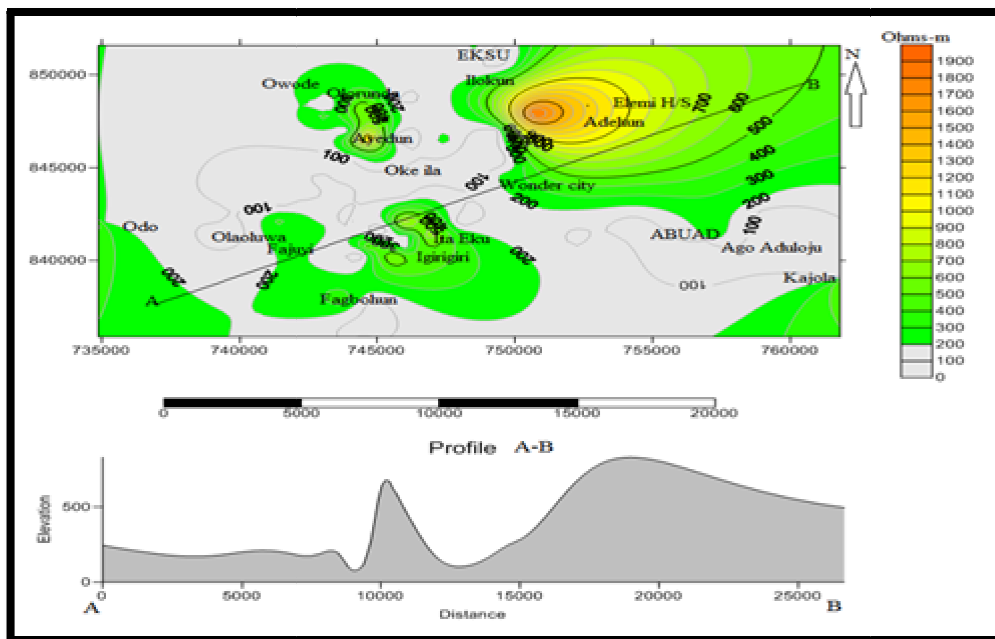 Ohms-m
EKSU
N
850000
Owode
Ilokun
Olorunda
Elemi H/S
700
600
B
Adehun
500
Ayedun
100
400
845000
Oke ila
300
100
Wonder city
200
200
100
100
Odo
Olaoluwa
Ita Eku
ABUAD
Fajuyi
Ago Aduloju
840000
Igirigiri
200
200
200
100
Kajola
A
Fagbohun
735000 740000 745000 750000 755000 760000
1900
1800
1700
1600
1500
1400
1300
1200
1100
1000
900
800
700
600
500
400
300
200
100
0
0 5000 10000 15000 20000
Profile A-B
Elevation
500
0
0 5000 10000 15000 20000 25000
A Distance B